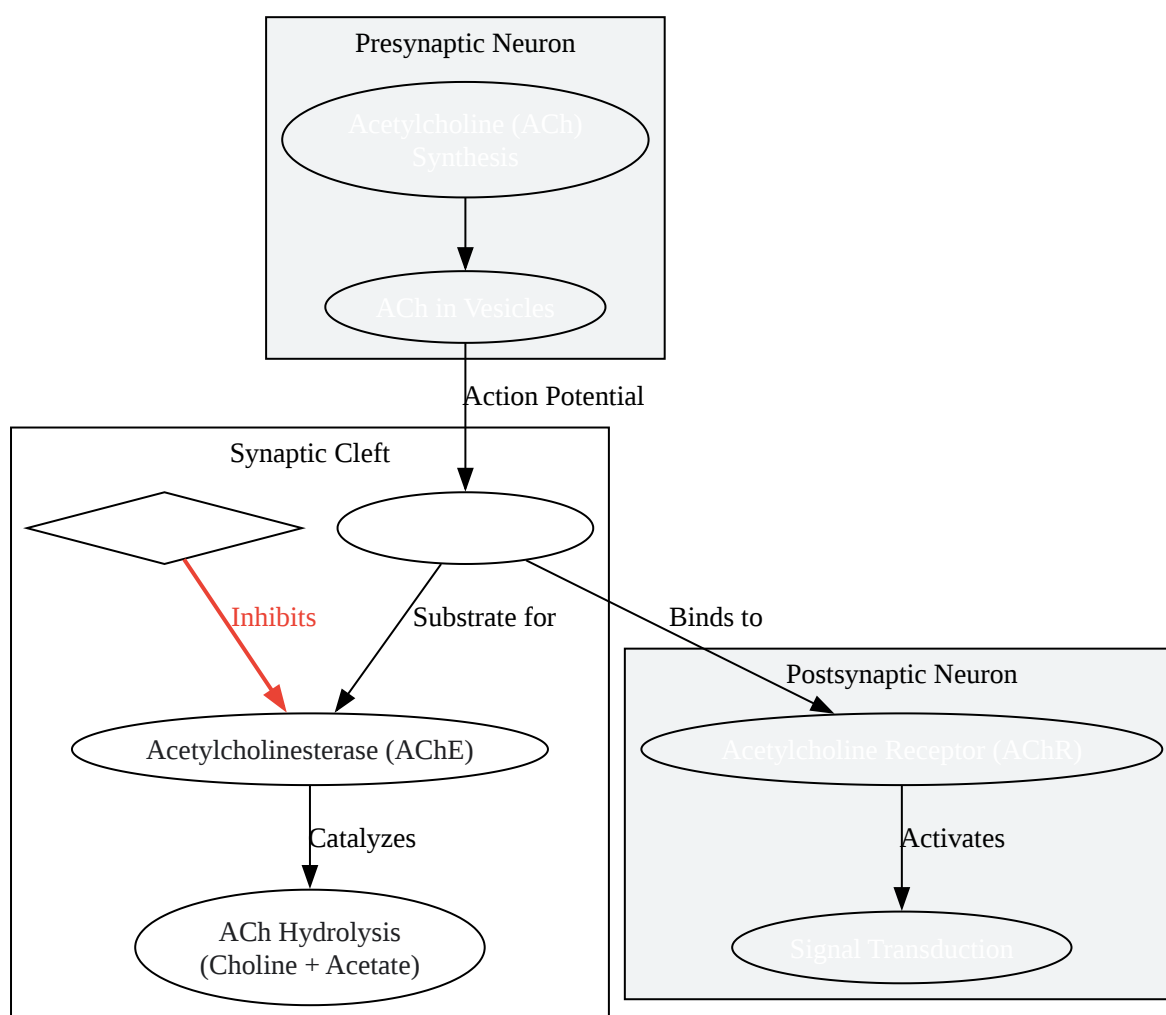 Presynaptic Neuron
Acetylcholine (ACh)
Synthesis
ACh in Vesicles
Action Potential
Synaptic Cleft
Inhibits
Substrate for
Binds to
Postsynaptic Neuron
Acetylcholinesterase (AChE)
Acetylcholine Receptor (AChR)
Catalyzes
Activates
ACh Hydrolysis
(Choline + Acetate)
Signal Transduction